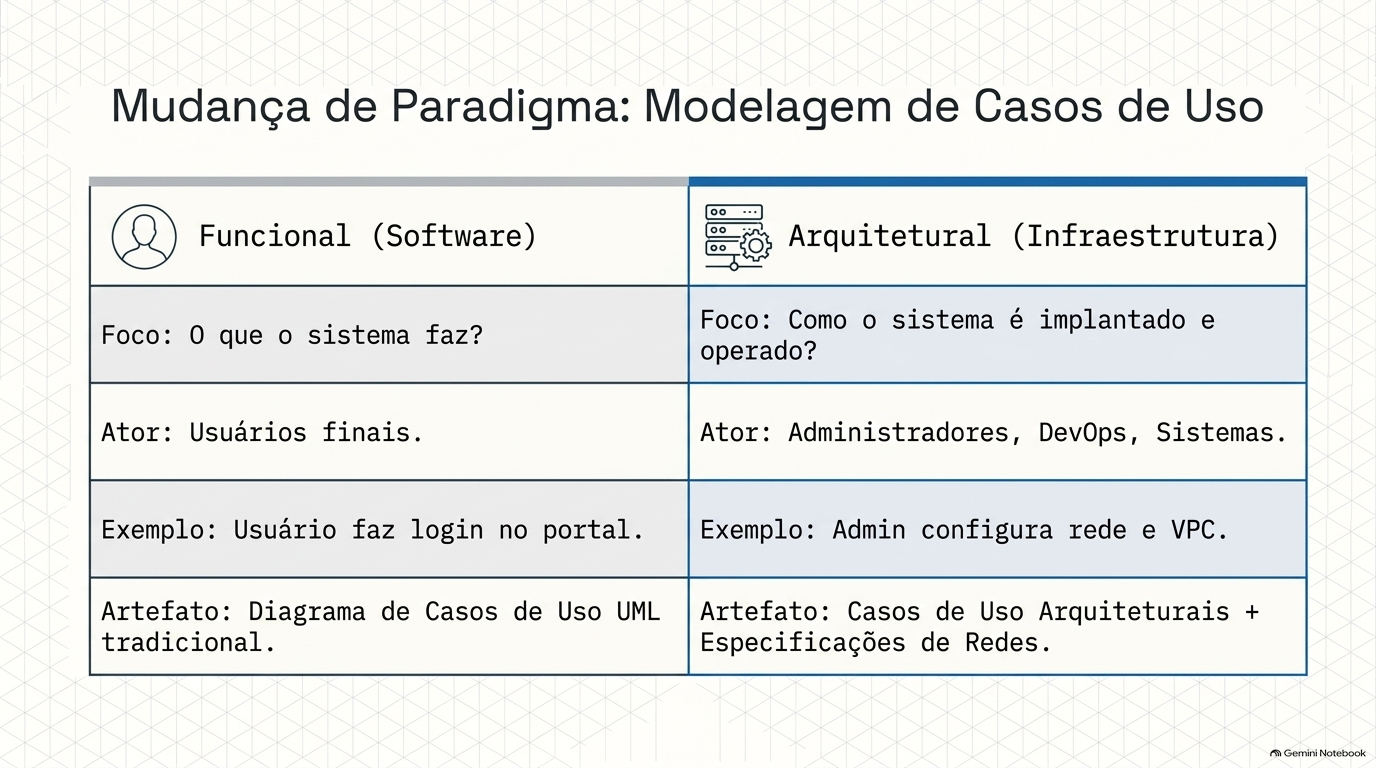 Mudança de Paradigma: Modelagem de Casos de Uso
Funcional (Software)
Arquitetural (Infraestrutura)
Foco: O que o sistema faz?
Foco: Como o sistema é implantado e
operado?
Ator: Usuários finais.
Ator: Administradores, DevOps, Sistemas.
Exemplo: Usuário faz login no portal.
Exemplo: Admin configura rede e VPC.
Artefato: Diagrama de Casos de Uso UML
tradicional.
Artefato: Casos de Uso Arquiteturais +
Especificações de Redes.
Gemini Notebook